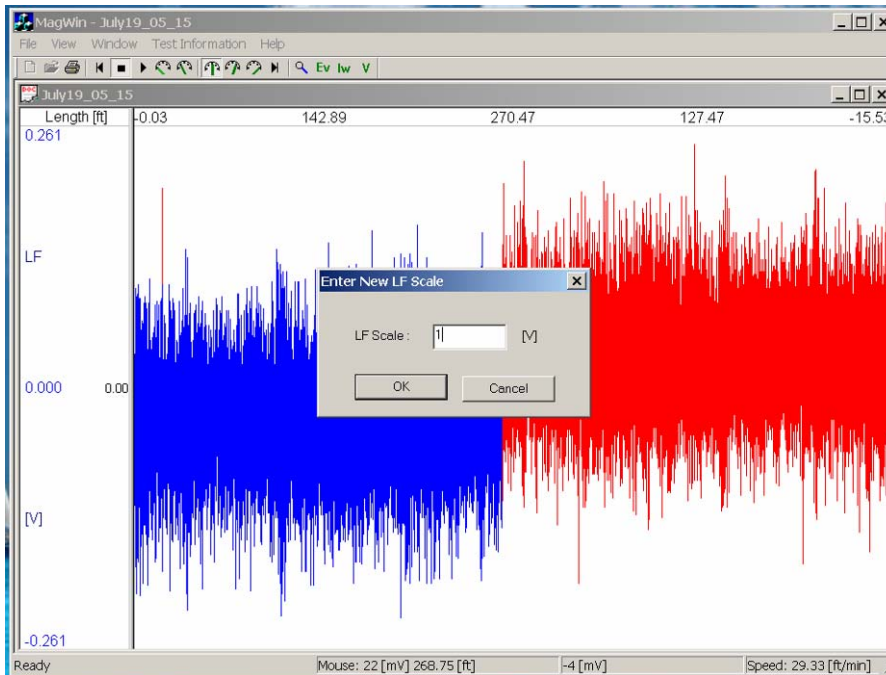 MagWin - July19_05_15
File View Window Test Information Help
Ev Iw V
DOC
July19_05_15
Length [ft] -0.03 142.89 270.47 127.47 -15.53
0.261
LF
Enter New LF Scale
LF Scale : 1 [V]
OK Cancel
0.000 0.00
[V]
-0.261
Ready Mouse: 22 [mV] 268.75 [ft] -4 [mV] Speed: 29.33 [ft/min]